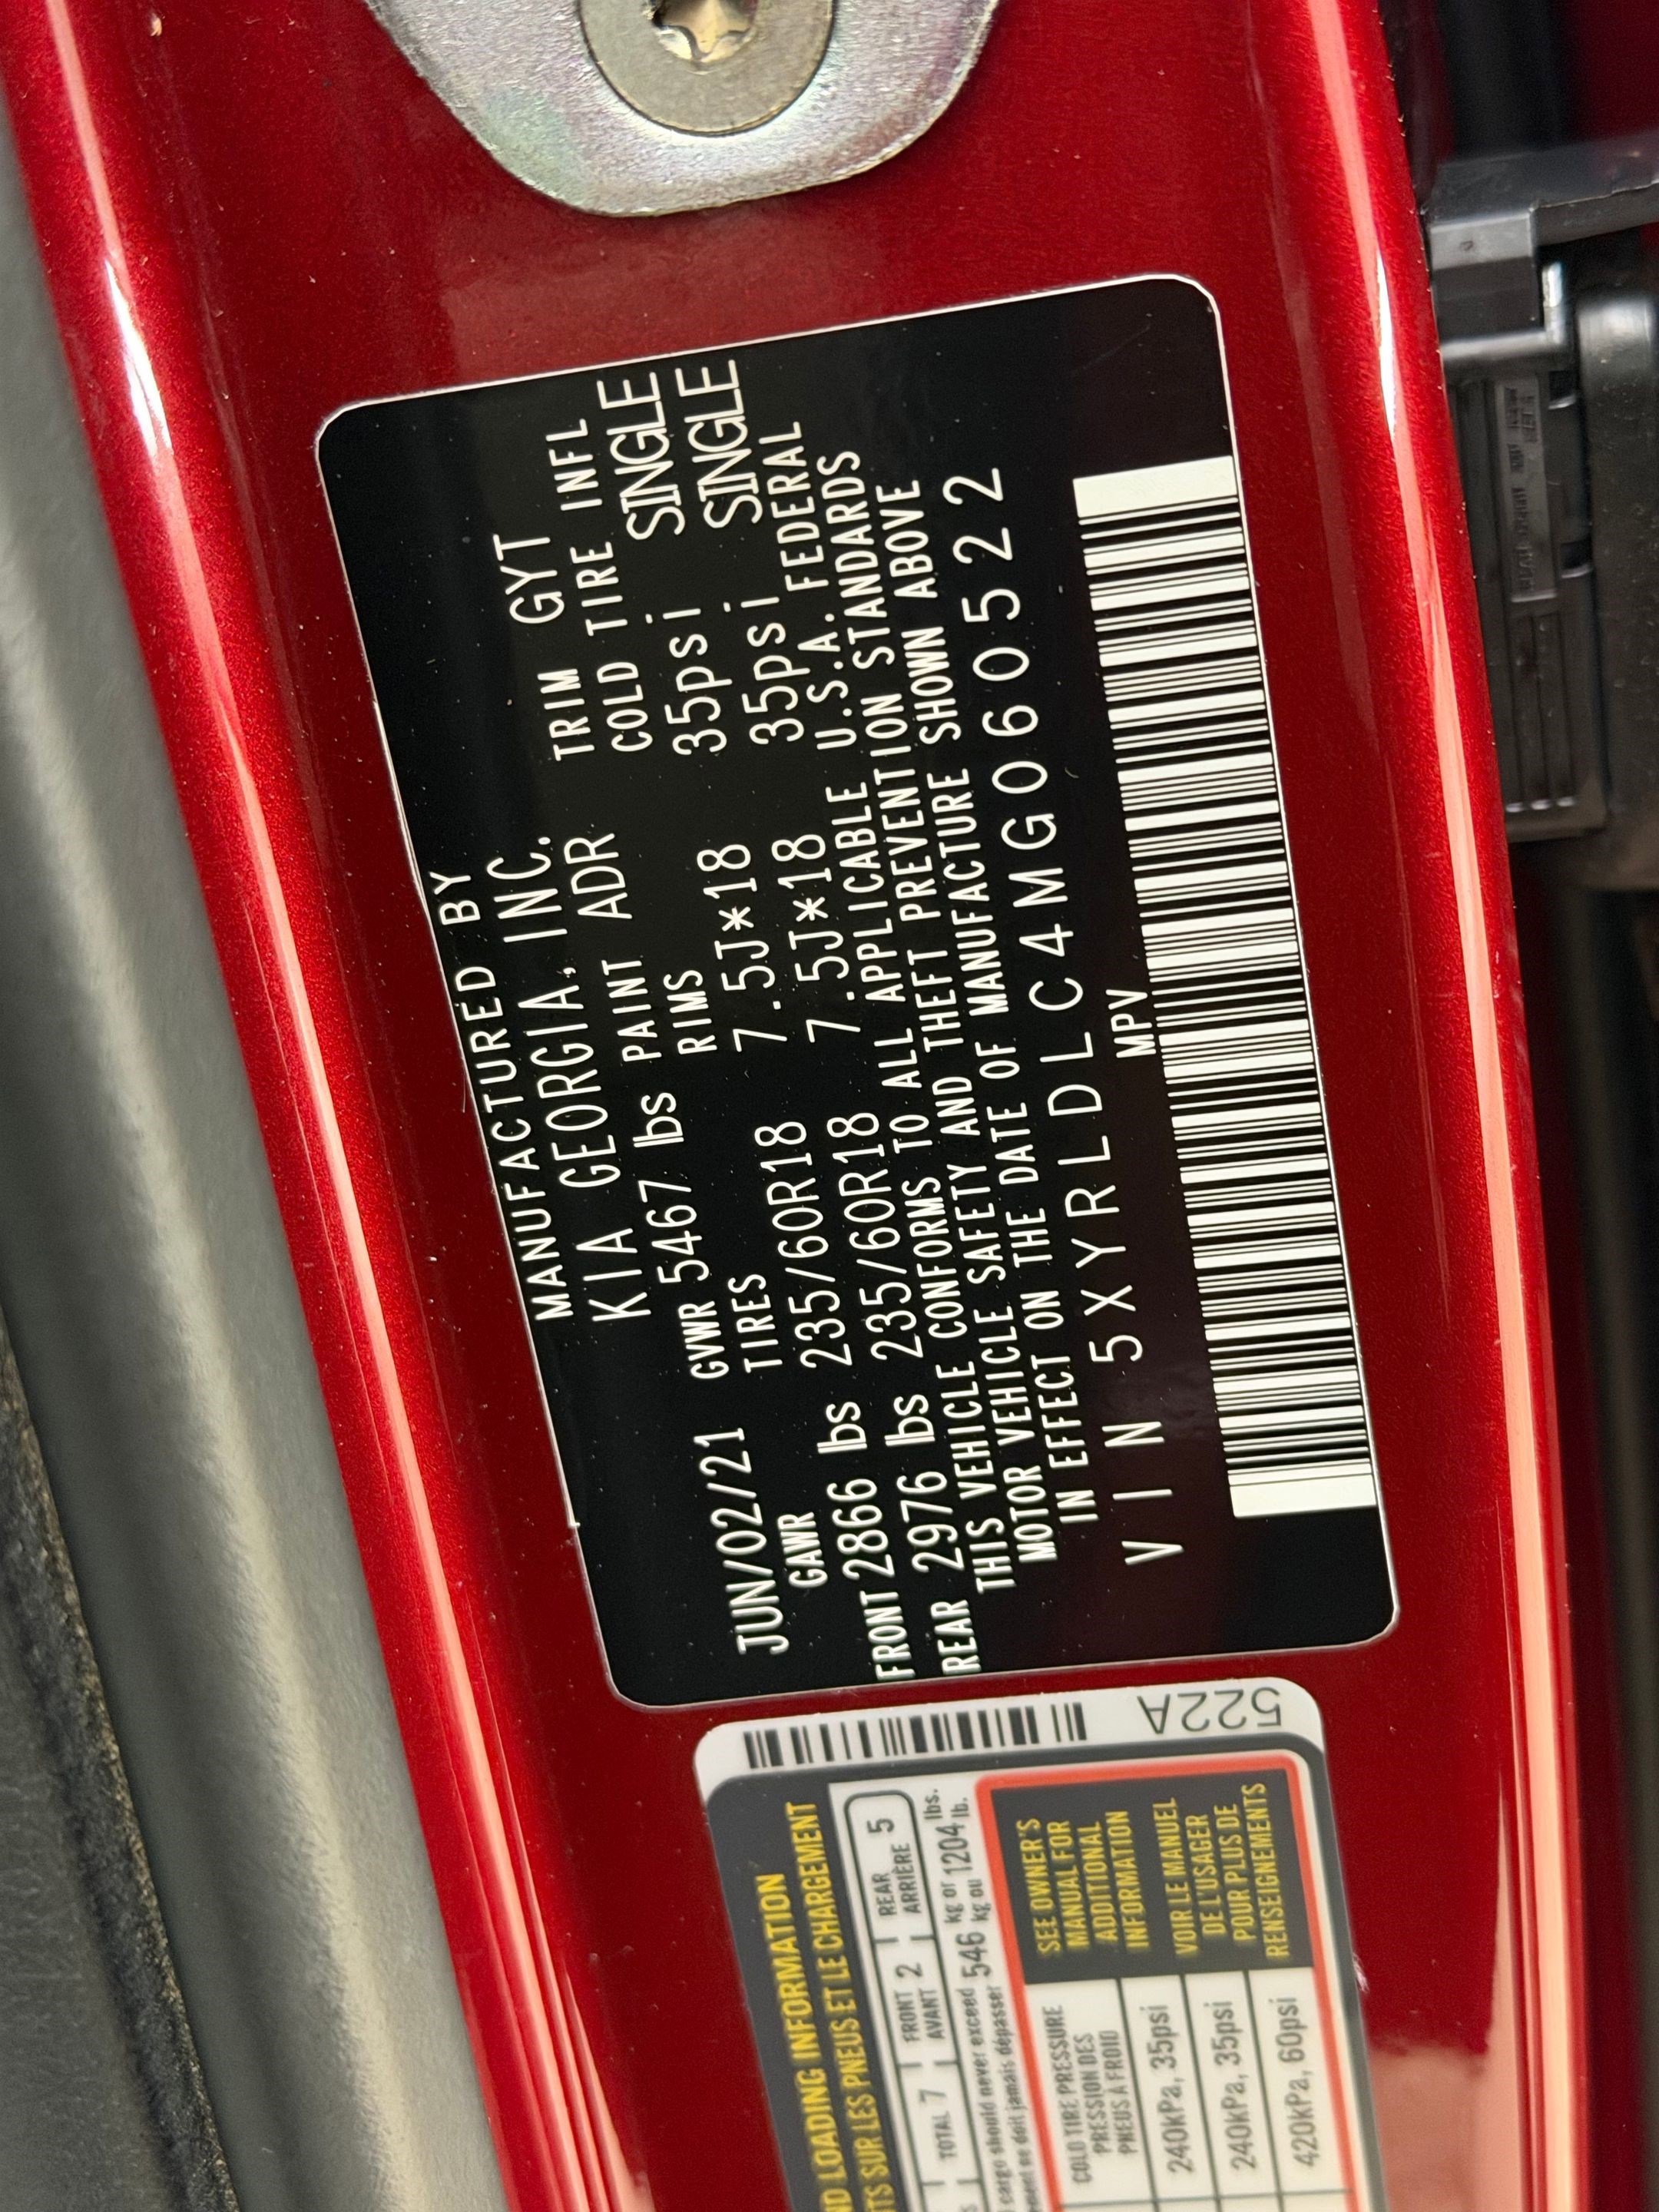 MANUFACTURED BY
KIA GEORGIA, INC.
JUN/02/21 GVWR 5467 lbs PAINT ADR TRIM GYT
GAWR TIRES RIMS COLD TIRE INFL
FRONT 2866 lbs 235/60R18 7.5J*18 35psi SINGLE
REAR 2976 lbs 235/60R18 7.5J*18 35psi SINGLE
THIS VEHICLE CONFORMS TO ALL APPLICABLE U.S.A. FEDERAL
MOTOR VEHICLE SAFETY AND THEFT PREVENTION STANDARDS
IN EFFECT ON THE DATE OF MANUFACTURE SHOWN ABOVE
VIN 5XYRLDLC4MG060522
MPV
522A
LOADING INFORMATION
SUR LES PNEUS ET LE CHARGEMENT
TOTAL 7 FRONT 2 REAR 5
AVANT ARRIÈRE
cargo should never exceed 546 kg or 1204 lbs.
ne doit jamais dépasser kg ou lb.
COLD TIRE PRESSURE
PRESSION DES
PNEUS À FROID
240kPa, 35psi
240kPa, 35psi
420kPa, 60psi
SEE OWNER'S
MANUAL FOR
ADDITIONAL
INFORMATION
VOIR LE MANUEL
DE L'USAGER
POUR PLUS DE
RENSEIGNEMENTS